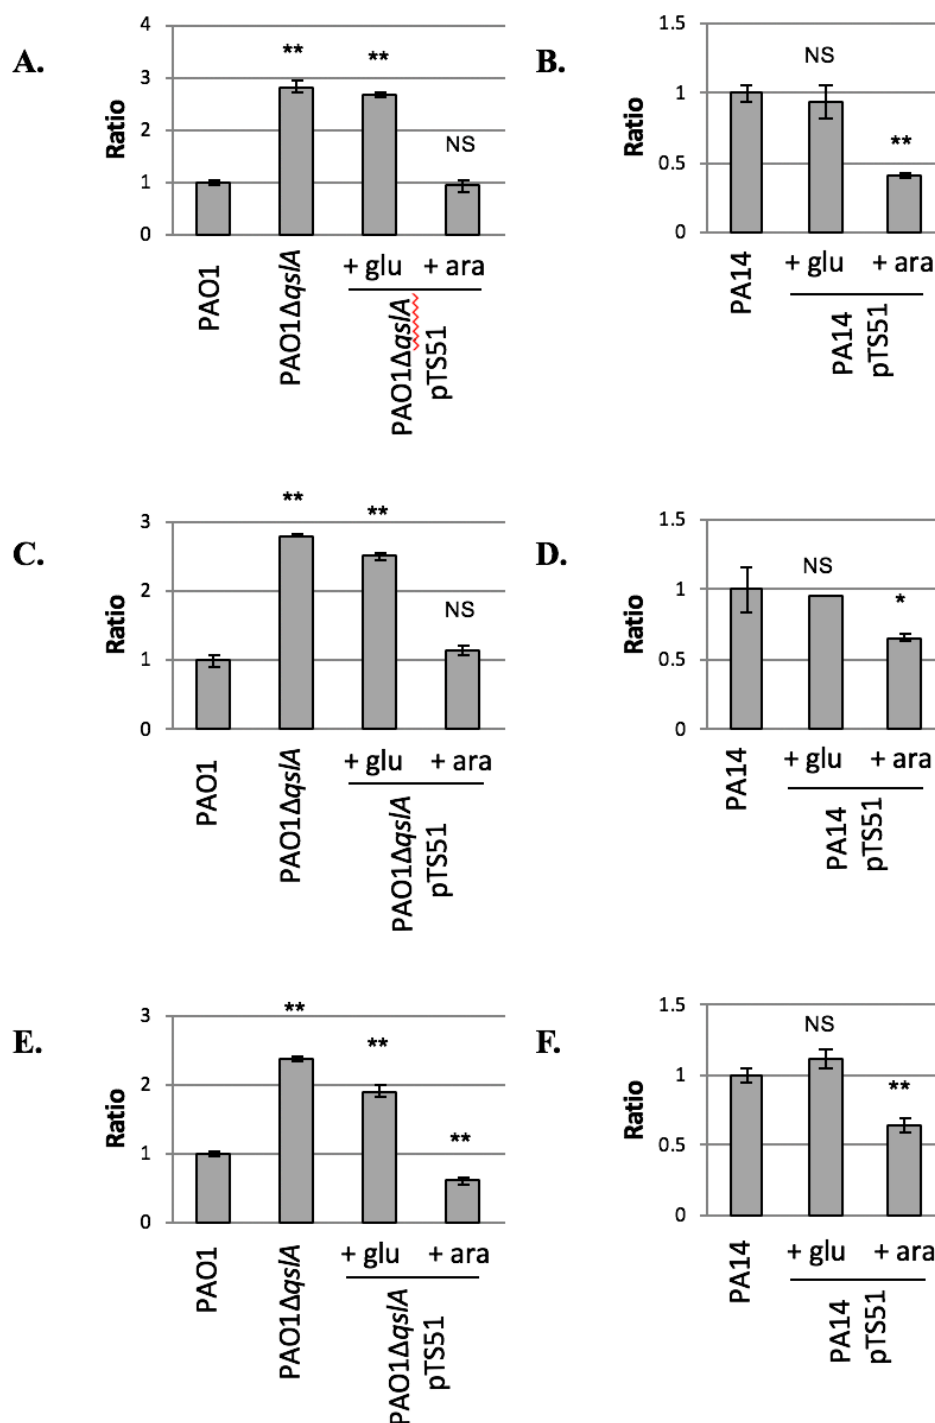 A.
Ratio
4
3
2
1
0
**
**
NS
PAO1
PAO1ΔqslA
+ glu
+ ara
PAO1ΔqslA
pTS51
B.
Ratio
1.5
1
0.5
0
NS
**
PA14
+ glu
+ ara
PA14
pTS51
C.
Ratio
3
2
1
0
**
**
NS
PAO1
PAO1ΔqslA
+ glu
+ ara
PAO1ΔqslA
pTS51
D.
Ratio
1.5
1
0.5
0
NS
*
PA14
+ glu
+ ara
PA14
pTS51
E.
Ratio
3
2
1
0
**
**
**
PAO1
PAO1ΔqslA
+ glu
+ ara
PAO1ΔqslA
pTS51
F.
Ratio
1.5
1
0.5
0
NS
**
PA14
+ glu
+ ara
PA14
pTS51